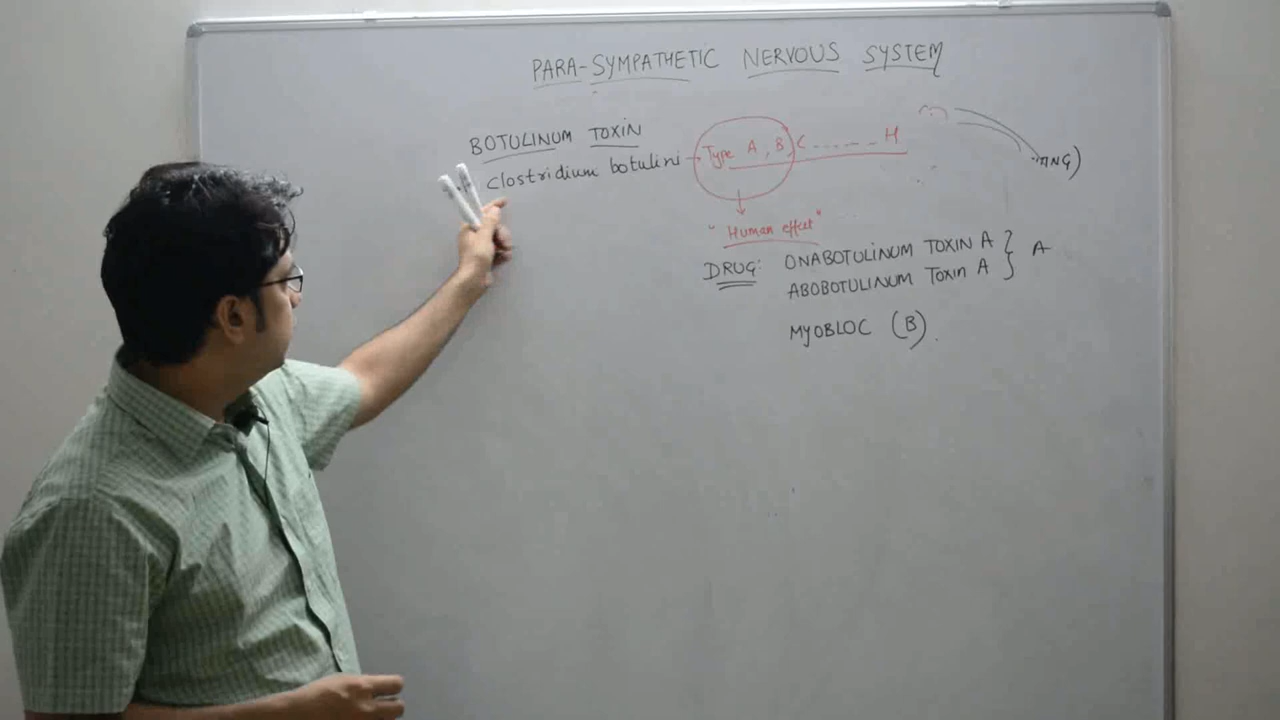 PARA-SYMPATHETIC NERVOUS SYSTEM
BOTULINUM TOXIN
Clostridium botulini → Type A, B, C ...... H
"Human effect"
DRUG: ONABOTULINUM TOXIN A } A
ABOBOTULINUM TOXIN A
MYOBLOC (B).